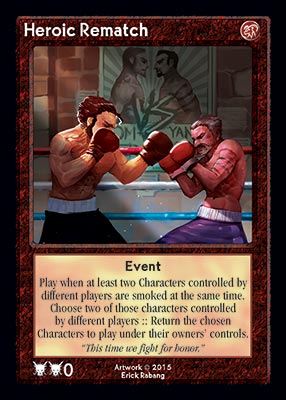 Heroic Rematch
VS
Event
Play when at least two Characters controlled by
different players are smoked at the same time.
Choose two of those characters controlled
by different players :: Return the chosen
Characters to play under their owners' controls.
"This time we fight for honor."
Artwork © 2015
Erick Rabang
0